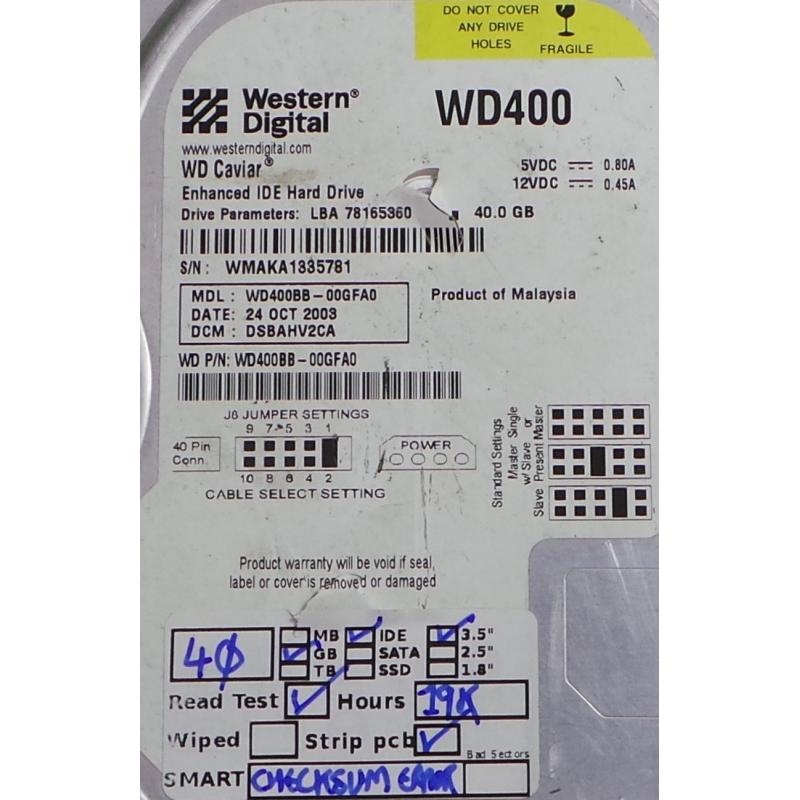 DO NOT COVER
ANY DRIVE
HOLES
FRAGILE
Western® Digital
WD400
www.westerndigital.com
WD Caviar®
5VDC 0.80A
Enhanced IDE Hard Drive
12VDC 0.45A
Drive Parameters: LBA 78165360 40.0 GB
S/N: WMAKA1335781
MDL: WD400BB-00GFA0
Product of Malaysia
DATE: 24 OCT 2003
DCM: DSBAHV2CA
WD P/N: WD400BB-00GFA0
J8 JUMPER SETTINGS
9 7 5 3 1
40 Pin
Conn.
10 8 6 4 2
CABLE SELECT SETTING
POWER
Standard Settings
Master Single
w/ Slave or
Slave Present Master
Product warranty will be void if seal,
label or cover is removed or damaged
40 MB IDE 3.5"
GB SATA 2.5"
TB SSD 1.8"
Read Test Hours 19K
Wiped Strip pcb
Bad Sectors
SMART CHECKSUM ERROR